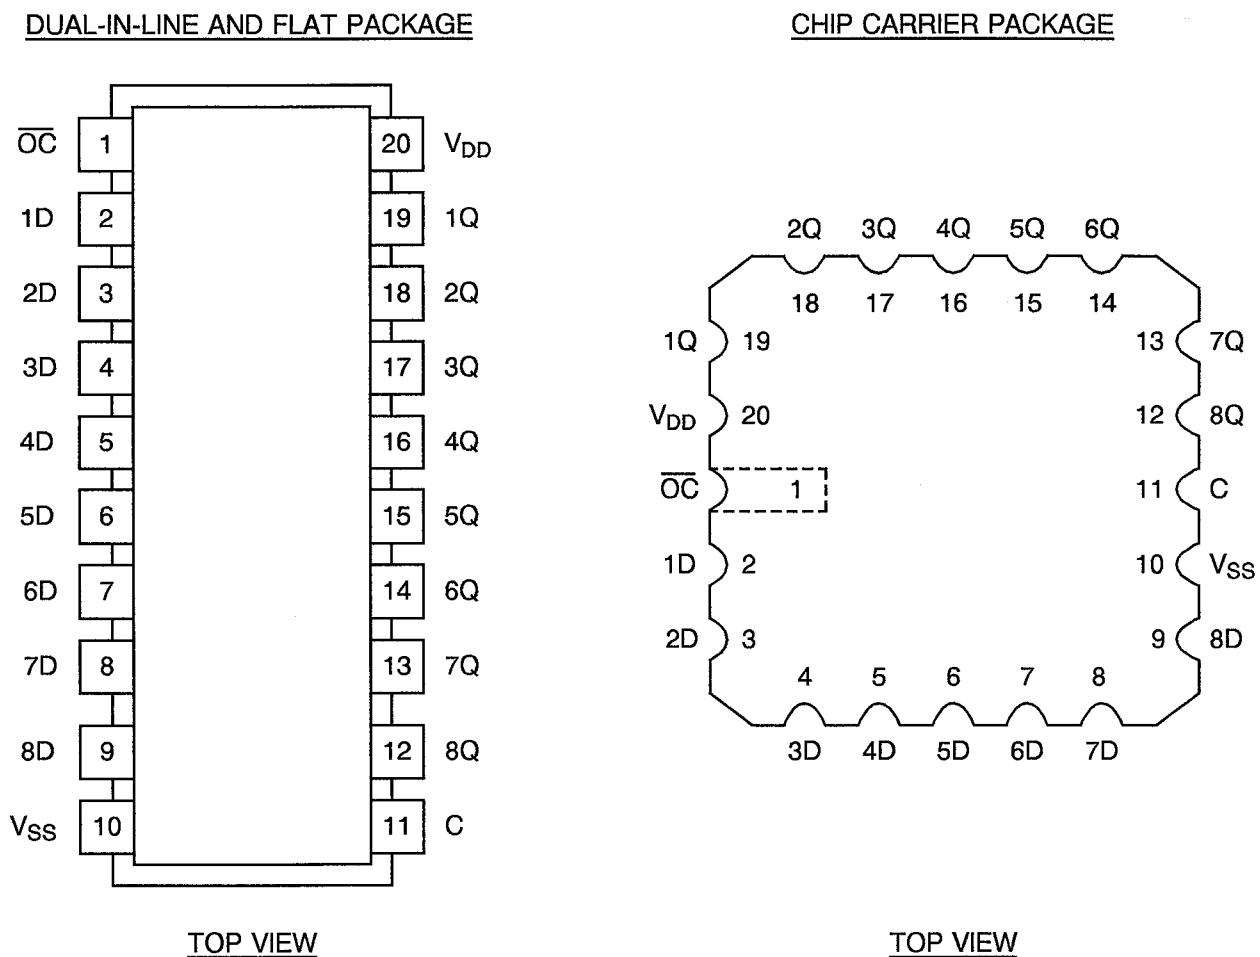 DUAL-IN-LINE AND FLAT PACKAGE
O̅C̅ 1 20 VDD
1D 2 19 1Q
2D 3 18 2Q
3D 4 17 3Q
4D 5 16 4Q
5D 6 15 5Q
6D 7 14 6Q
7D 8 13 7Q
8D 9 12 8Q
VSS 10 11 C
TOP VIEW
CHIP CARRIER PACKAGE
2Q 3Q 4Q 5Q 6Q
18 17 16 15 14
1Q 19 13 7Q
VDD 20 12 8Q
O̅C̅ 1 11 C
1D 2 10 VSS
2D 3 9 8D
4 5 6 7 8
3D 4D 5D 6D 7D
TOP VIEW